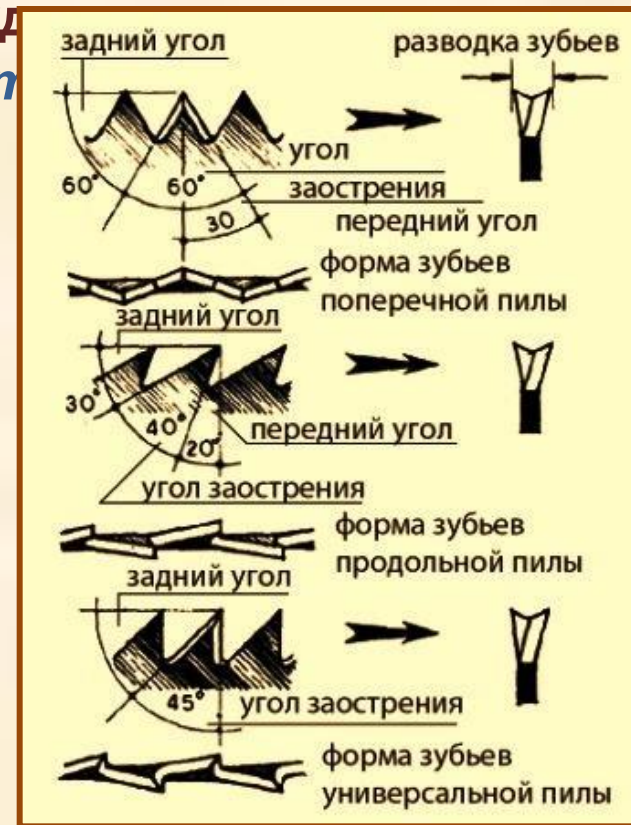 задний угол
разводка зубьев
60°
60°
30
угол
заострения
передний угол
форма зубьев
поперечной пилы
задний угол
30°
40°
20°
передний угол
угол заострения
форма зубьев
продольной пилы
задний угол
45°
угол заострения
форма зубьев
универсальной пилы